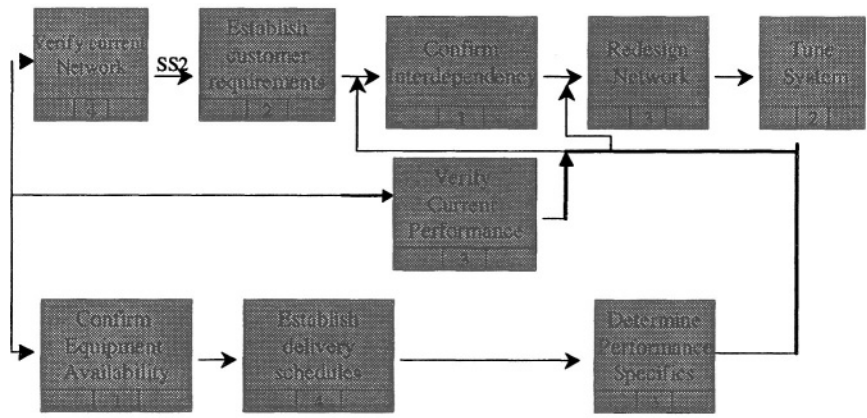 Verify current
Network
SS2
Establish
customer
requirements
2
Confirm
Interdependency
1
Redesign
Network
3
Tune
System
2
Verify
Current
Performance
3
Confirm
Equipment
Availability
Establish
delivery
schedules
4
Determine
Performance
Specifics